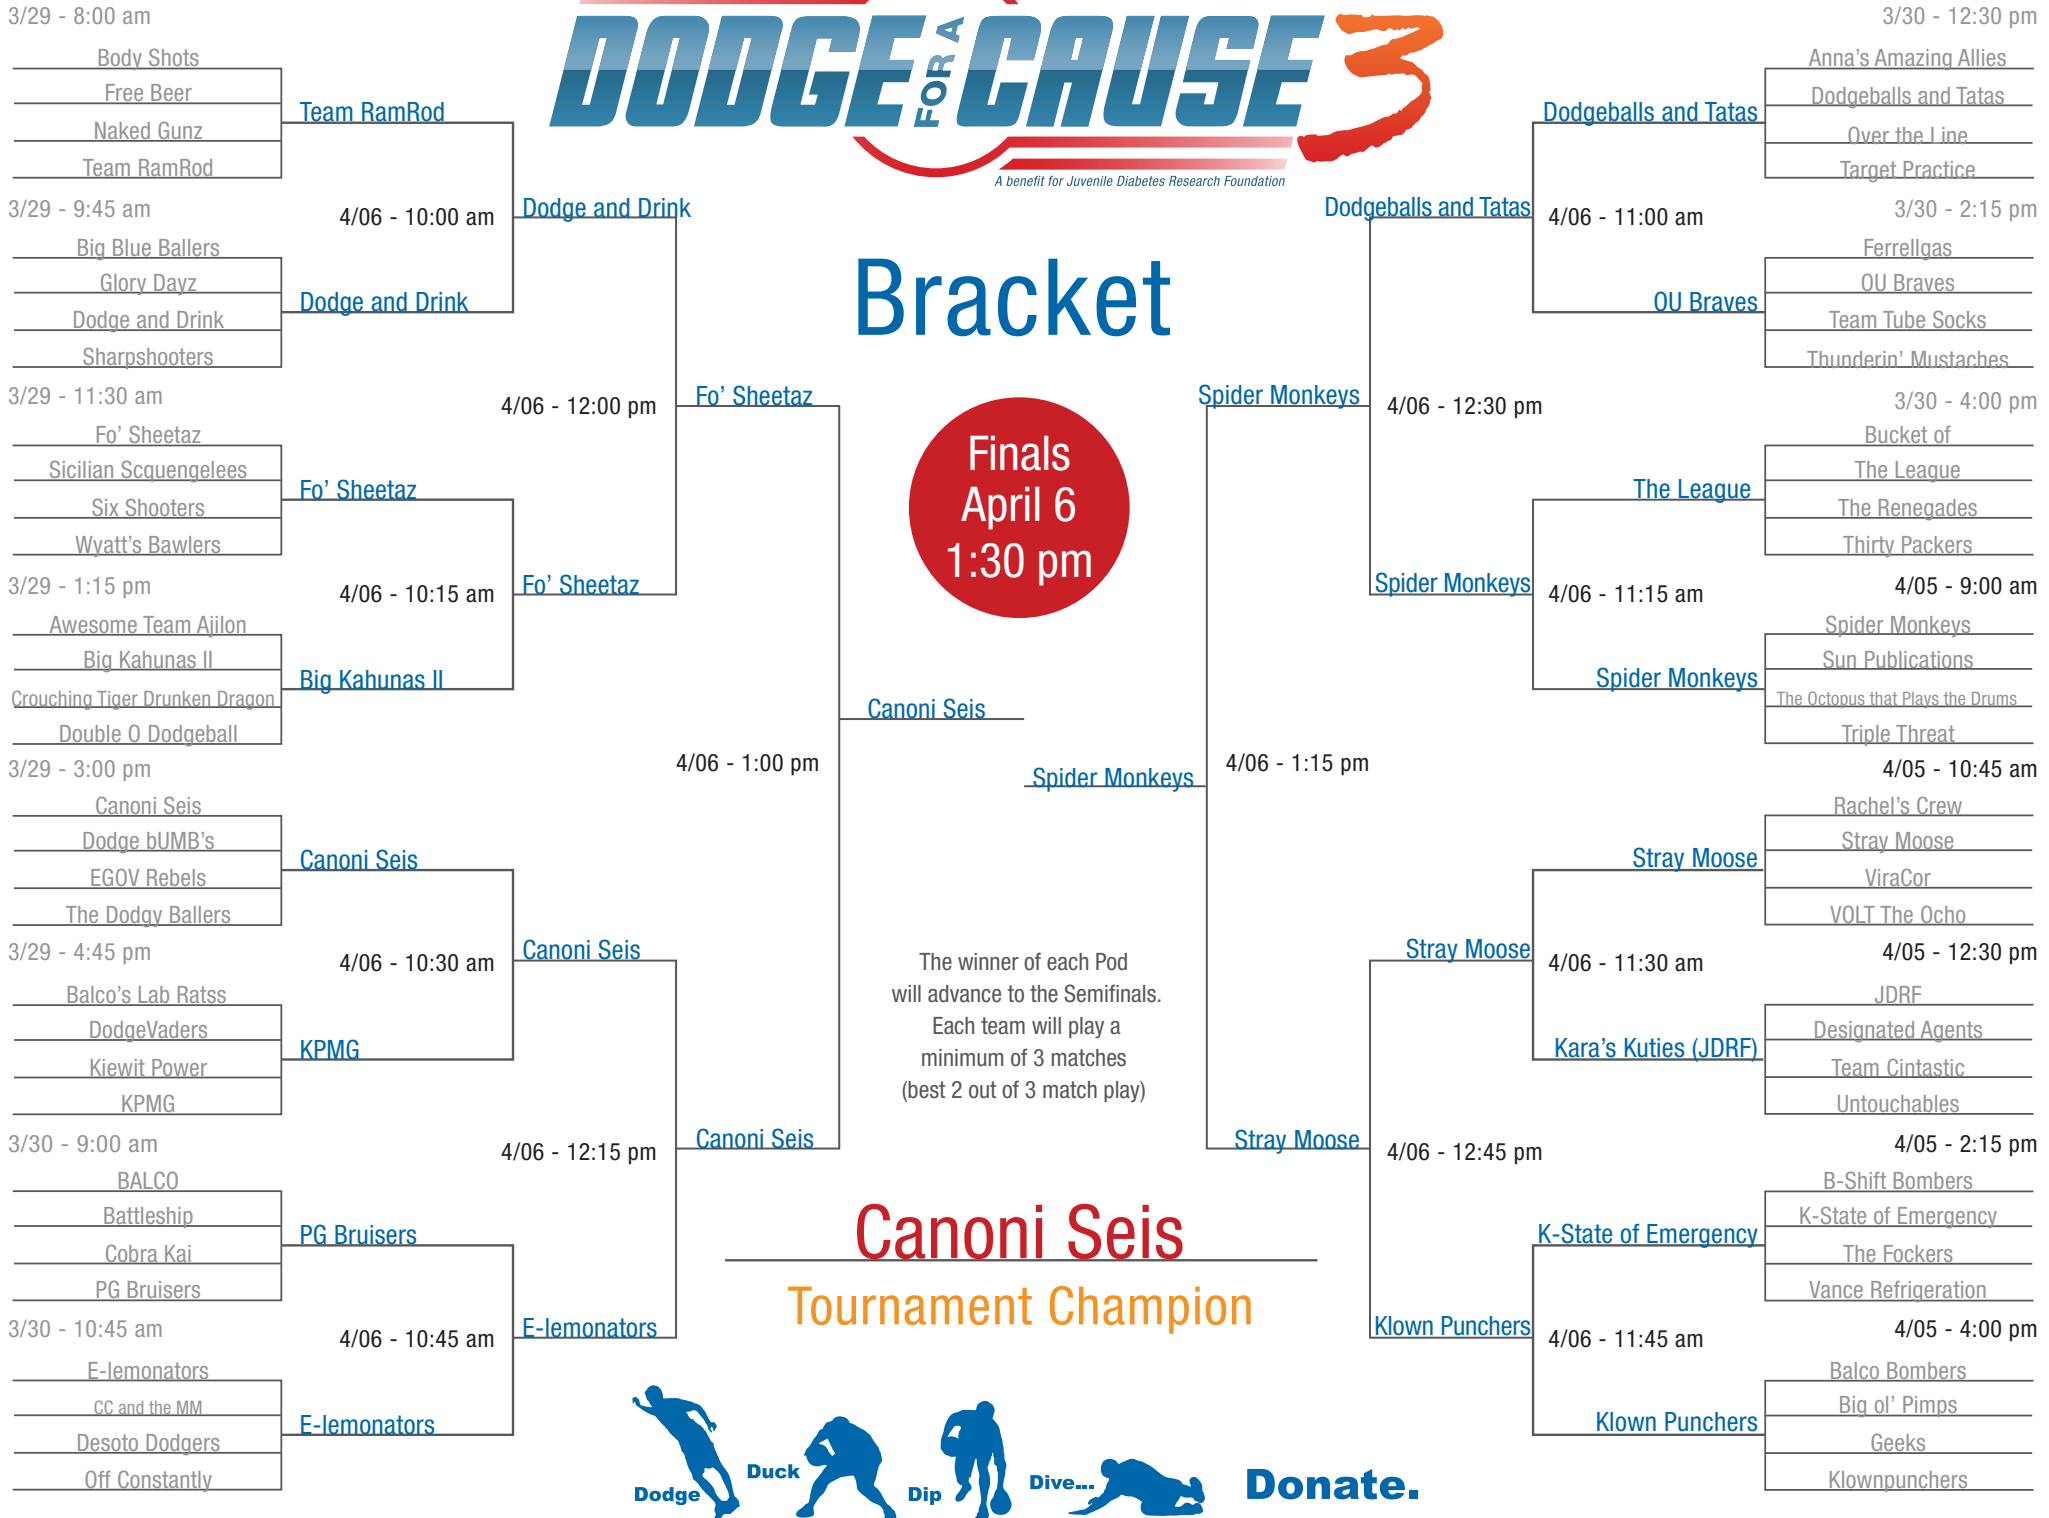 DODGE FOR A CAUSE 3
A benefit for Juvenile Diabetes Research Foundation
Bracket
3/29 - 8:00 am
Body Shots
Free Beer
Naked Gunz
Team RamRod
3/29 - 9:45 am
Big Blue Ballers
Glory Dayz
Dodge and Drink
Sharpshooters
3/29 - 11:30 am
Fo' Sheetaz
Sicilian Scquengelees
Six Shooters
Wyatt's Bawlers
3/29 - 1:15 pm
Awesome Team Ajilon
Big Kahunas II
Crouching Tiger Drunken Dragon
Double O Dodgeball
3/29 - 3:00 pm
Canoni Seis
Dodge bUMB's
EGOV Rebels
The Dodgy Ballers
3/29 - 4:45 pm
Balco's Lab Ratss
DodgeVaders
Kiewit Power
KPMG
3/30 - 9:00 am
BALCO
Battleship
Cobra Kai
PG Bruisers
3/30 - 10:45 am
E-lemonators
CC and the MM
Desoto Dodgers
Off Constantly
Team RamRod
4/06 - 10:00 am
Dodge and Drink
Fo' Sheetaz
4/06 - 10:15 am
Big Kahunas II
Canoni Seis
4/06 - 10:30 am
KPMG
PG Bruisers
4/06 - 10:45 am
E-lemonators
Dodge and Drink
4/06 - 12:00 pm
Fo' Sheetaz
Canoni Seis
4/06 - 12:15 pm
E-lemonators
Fo' Sheetaz
4/06 - 1:00 pm
Canoni Seis
Canoni Seis
Finals
April 6
1:30 pm
Spider Monkeys
The winner of each Pod
will advance to the Semifinals.
Each team will play a
minimum of 3 matches
(best 2 out of 3 match play)
Canoni Seis
Tournament Champion
Spider Monkeys
4/06 - 1:15 pm
Stray Moose
Dodgeballs and Tatas
4/06 - 12:30 pm
Spider Monkeys
Stray Moose
4/06 - 12:45 pm
Klown Punchers
Dodgeballs and Tatas
4/06 - 11:00 am
OU Braves
The League
4/06 - 11:15 am
Spider Monkeys
Stray Moose
4/06 - 11:30 am
Kara's Kuties (JDRF)
K-State of Emergency
4/06 - 11:45 am
Klown Punchers
3/30 - 12:30 pm
Anna's Amazing Allies
Dodgeballs and Tatas
Over the Line
Target Practice
3/30 - 2:15 pm
Ferrellgas
OU Braves
Team Tube Socks
Thunderin' Mustaches
3/30 - 4:00 pm
Bucket of
The League
The Renegades
Thirty Packers
4/05 - 9:00 am
Spider Monkeys
Sun Publications
The Octopus that Plays the Drums
Triple Threat
4/05 - 10:45 am
Rachel's Crew
Stray Moose
ViraCor
VOLT The Ocho
4/05 - 12:30 pm
JDRF
Designated Agents
Team Cintastic
Untouchables
4/05 - 2:15 pm
B-Shift Bombers
K-State of Emergency
The Fockers
Vance Refrigeration
4/05 - 4:00 pm
Balco Bombers
Big ol' Pimps
Geeks
Klownpunchers
Dodge
Duck
Dip
Dive...
Donate.